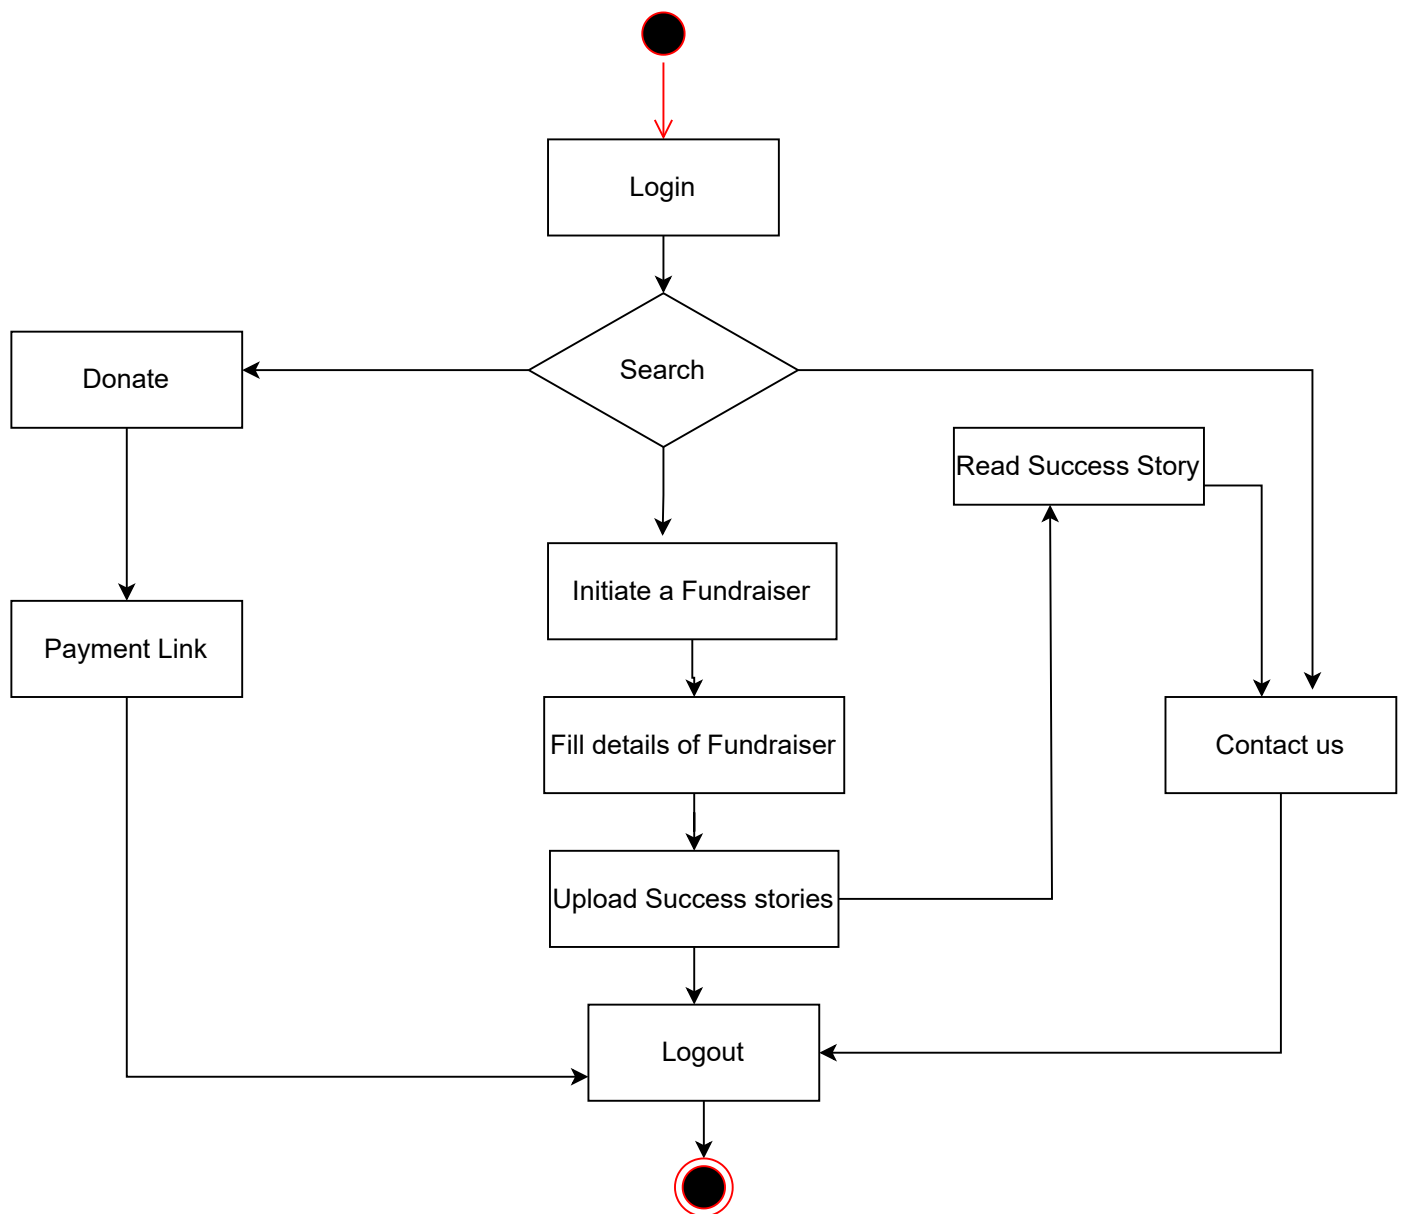 Login
Search
Donate
Read Success Story
Initiate a Fundraiser
Payment Link
Fill details of Fundraiser
Contact us
Upload Success stories
Logout